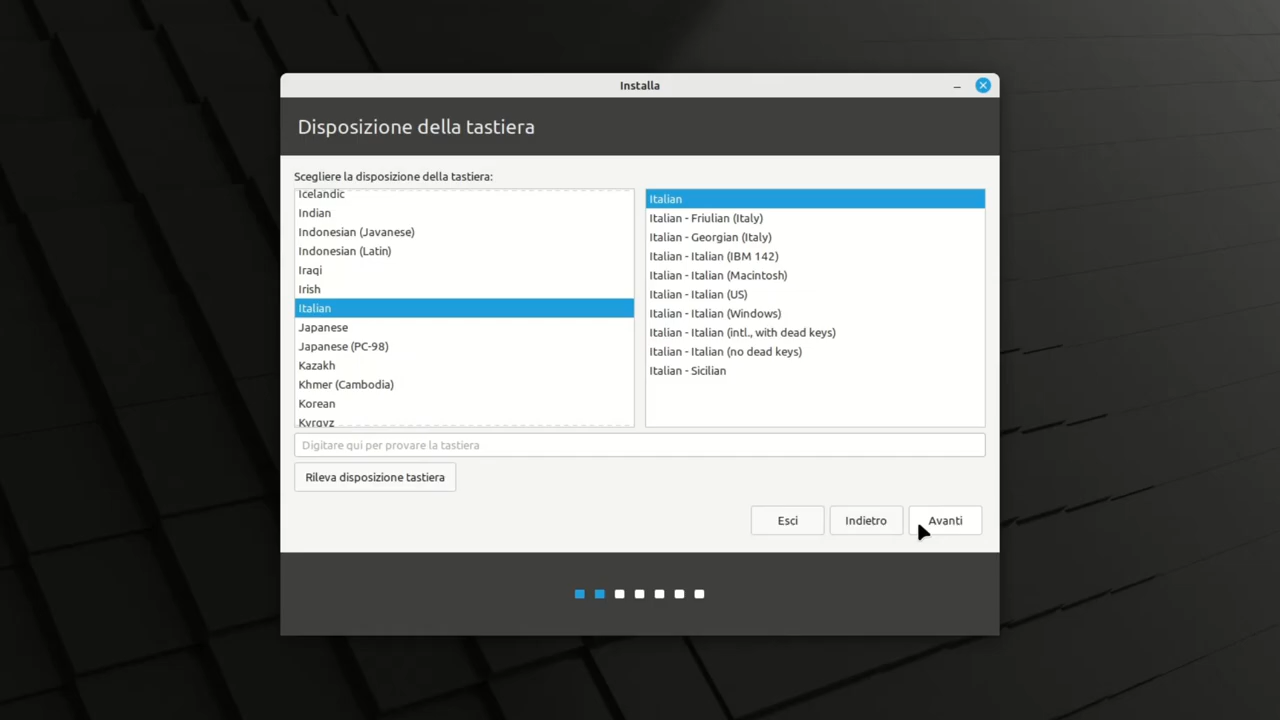 Installa
Disposizione della tastiera
Scegliere la disposizione della tastiera:
Icelandic
Indian
Indonesian (Javanese)
Indonesian (Latin)
Iraqi
Irish
Italian
Japanese
Japanese (PC-98)
Kazakh
Khmer (Cambodia)
Korean
Kyrgyz
Italian
Italian - Friulian (Italy)
Italian - Georgian (Italy)
Italian - Italian (IBM 142)
Italian - Italian (Macintosh)
Italian - Italian (US)
Italian - Italian (Windows)
Italian - Italian (intl., with dead keys)
Italian - Italian (no dead keys)
Italian - Sicilian
Digitare qui per provare la tastiera
Rileva disposizione tastiera
Esci
Indietro
Avanti